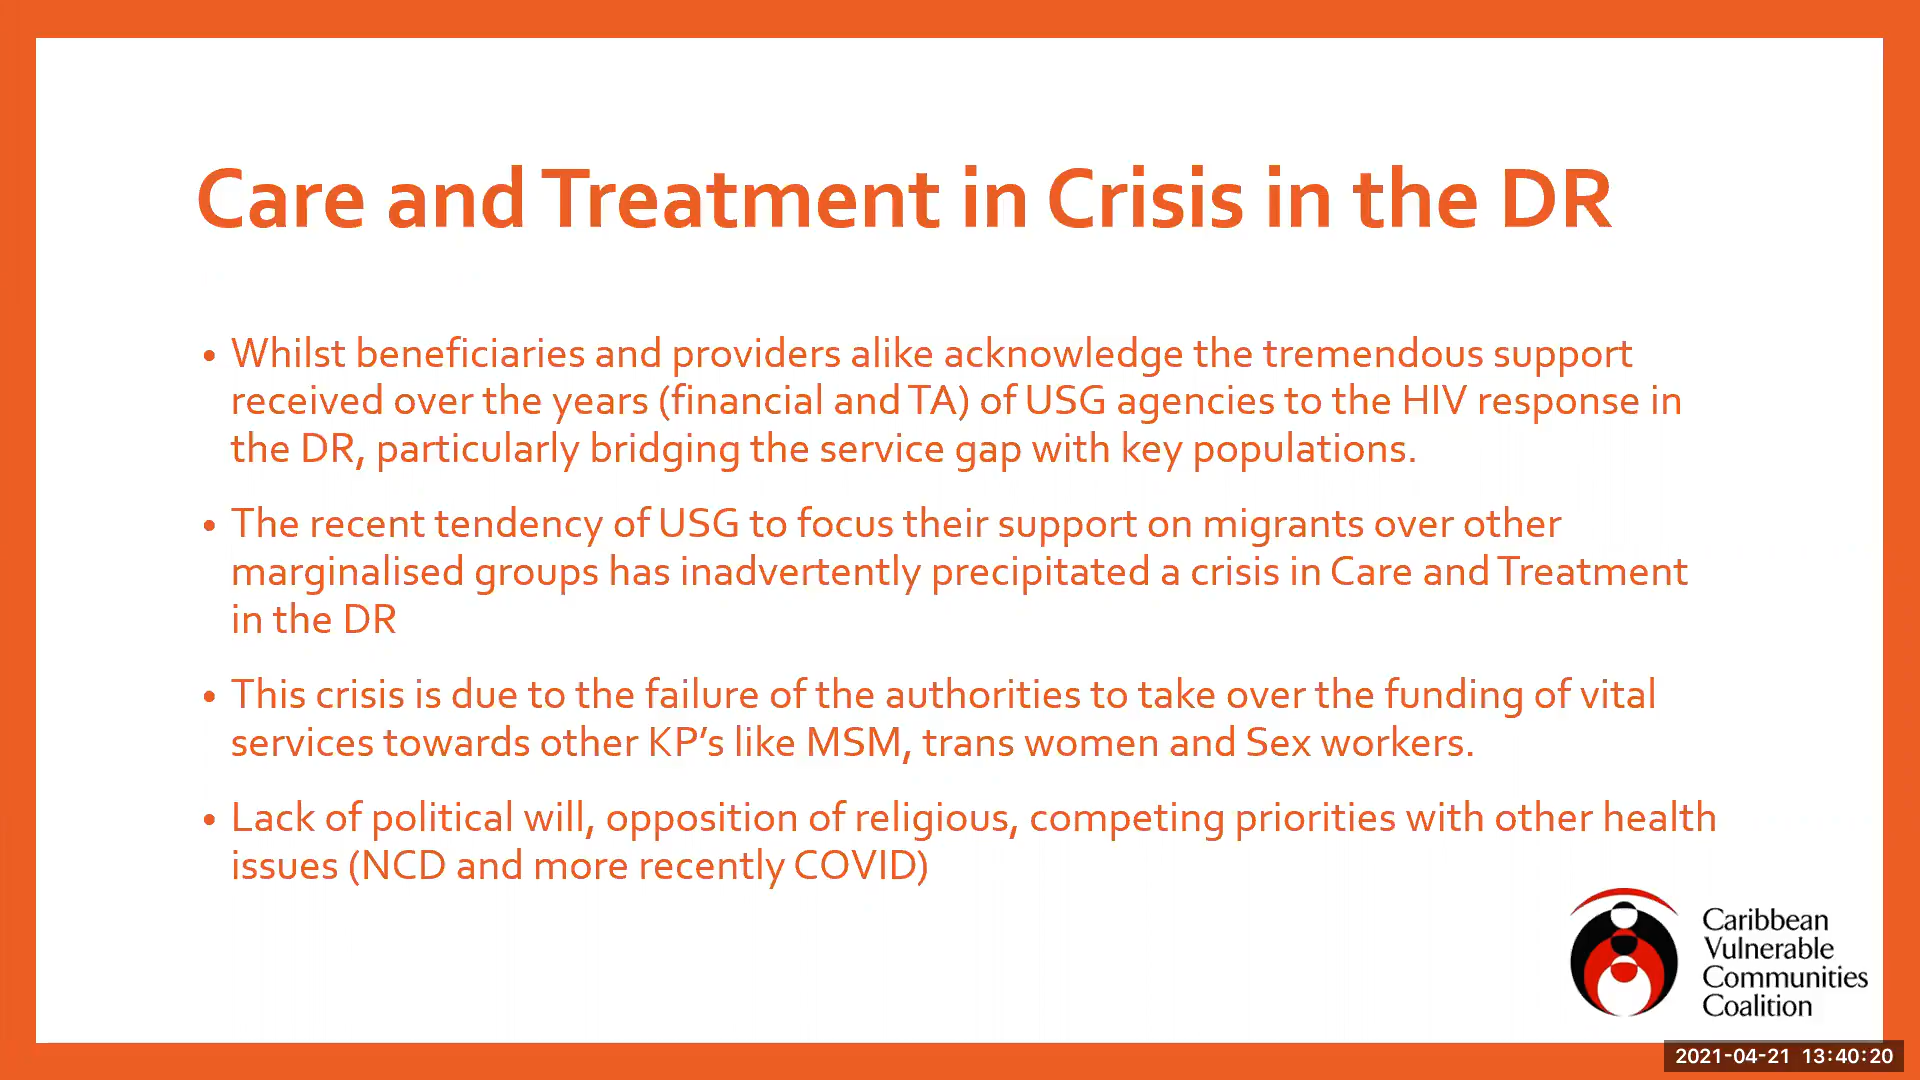 Care and Treatment in Crisis in the DR
• Whilst beneficiaries and providers alike acknowledge the tremendous support
received over the years (financial and TA) of USG agencies to the HIV response in
the DR, particularly bridging the service gap with key populations.
• The recent tendency of USG to focus their support on migrants over other
marginalised groups has inadvertently precipitated a crisis in Care and Treatment
in the DR
• This crisis is due to the failure of the authorities to take over the funding of vital
services towards other KP’s like MSM, trans women and Sex workers.
• Lack of political will, opposition of religious, competing priorities with other health
issues (NCD and more recently COVID)
Caribbean
Vulnerable
Communities
Coalition
2021-04-21 13:40:20